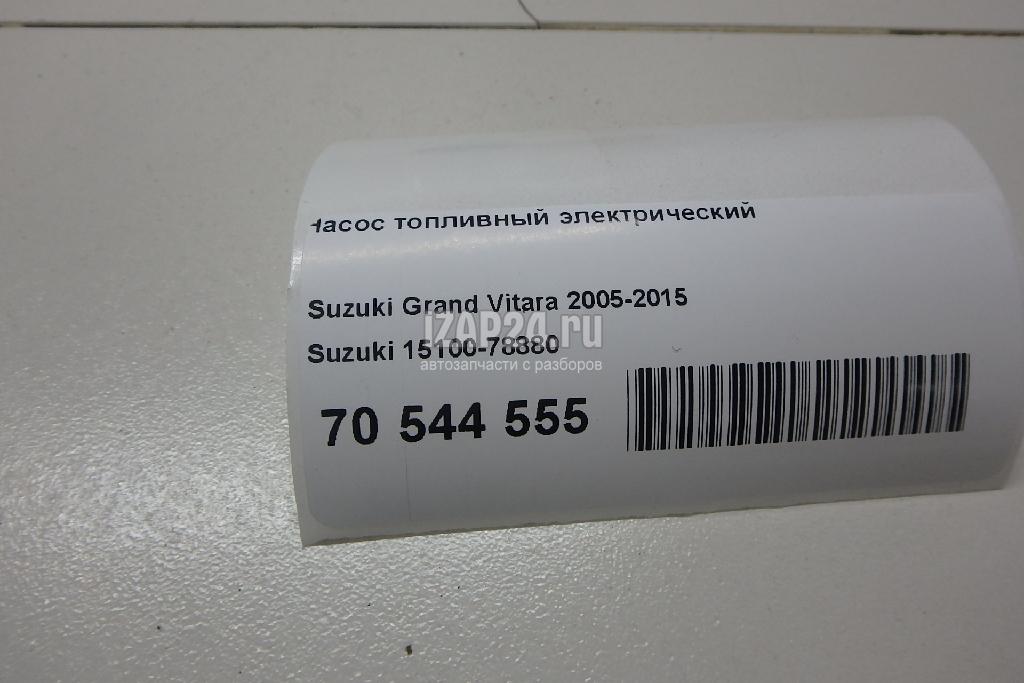 Насос топливный электрический
Suzuki Grand Vitara 2005-2015
iZAP24.ru
Suzuki 15100-78880
автозапчасти с разборов
70 544 555